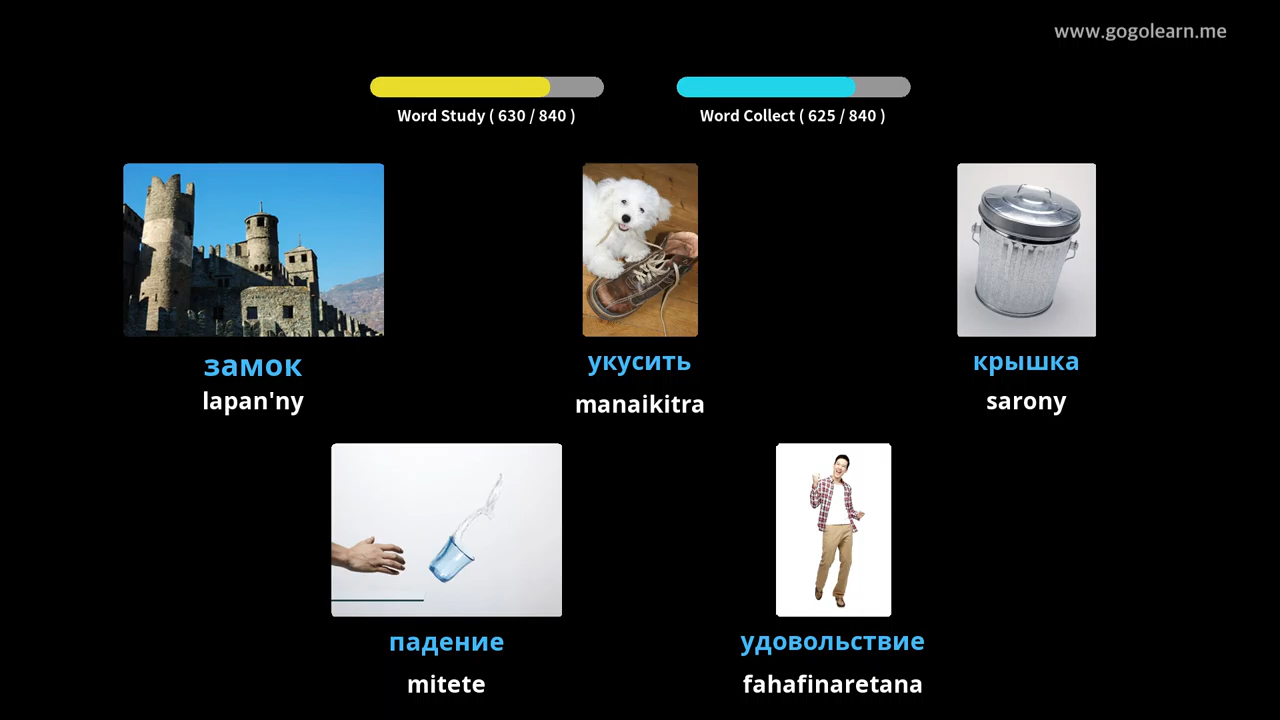 www.gogolearn.me
Word Study ( 630 / 840 )
Word Collect ( 625 / 840 )
замок
lapan'ny
укусить
manaikitra
крышка
sarony
падение
mitete
удовольствие
fahafinaretana